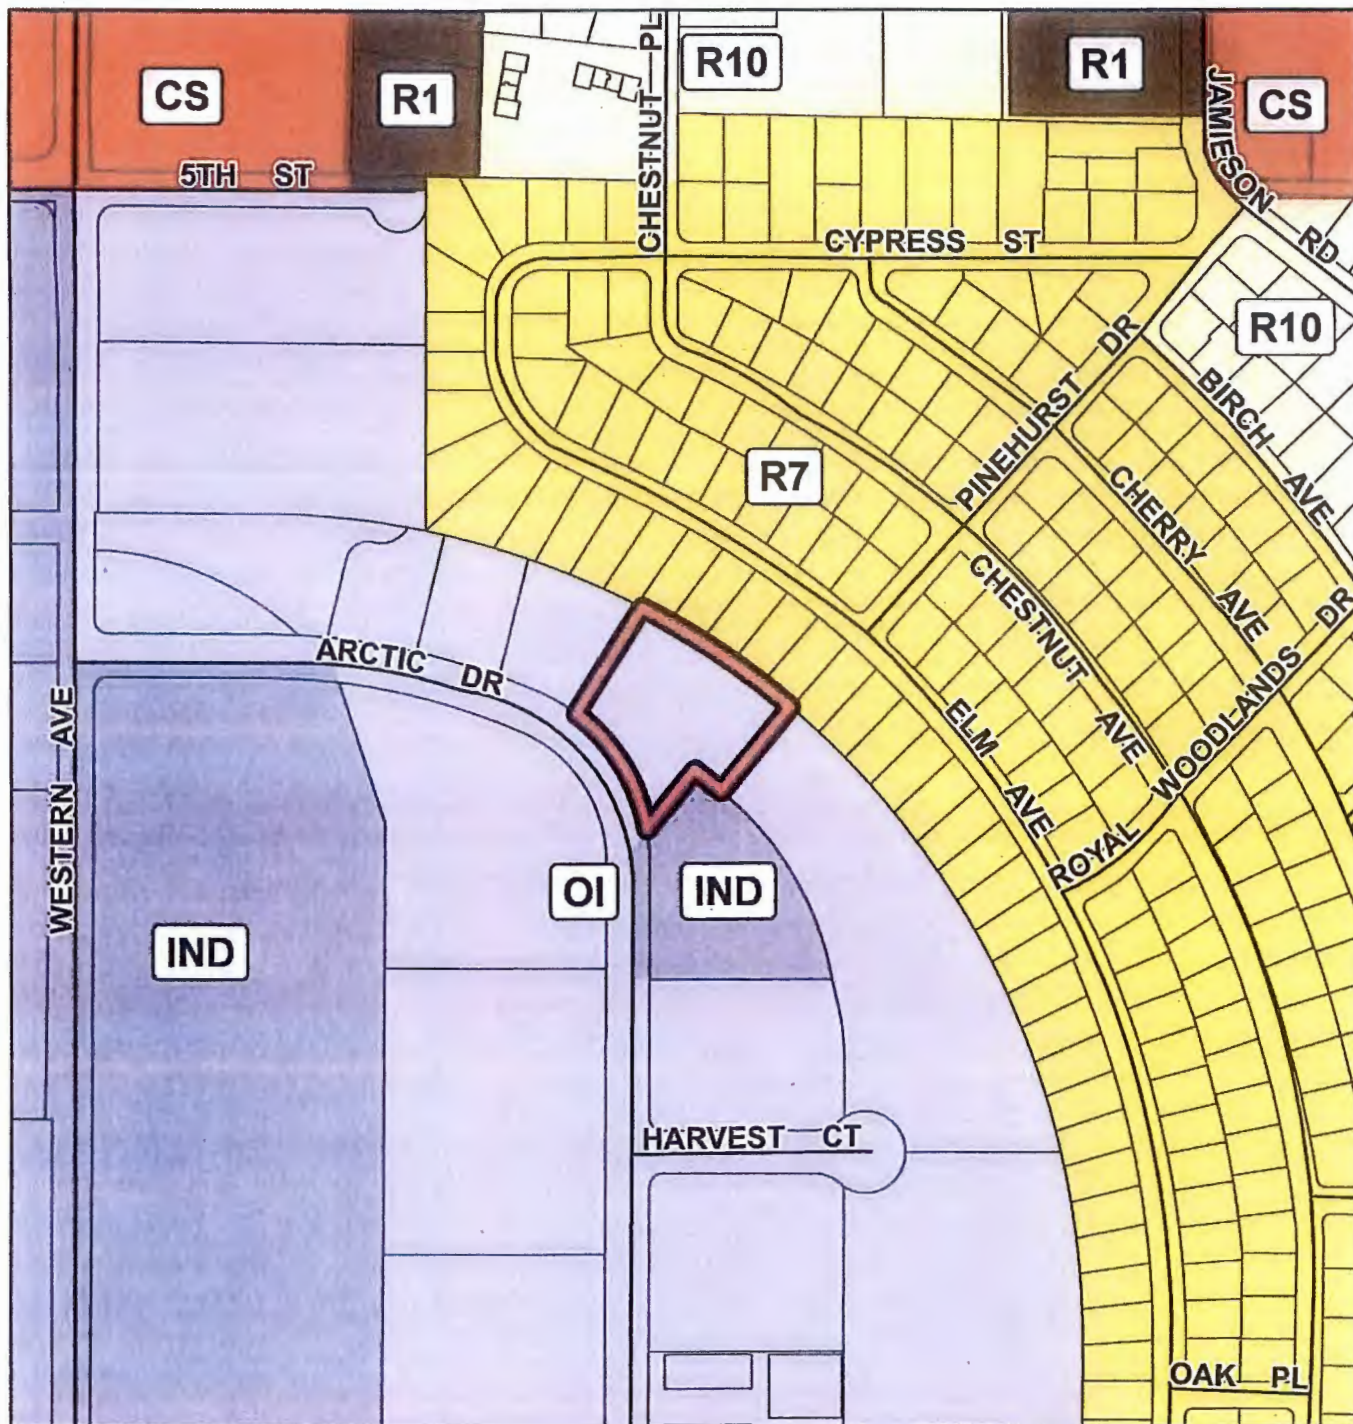 CS
R1
R10
R1
CS
CHESTNUT PL
JAMIESON RD
5TH ST
CYPRESS ST
R10
PINEHURST DR
BIRCH AVE
R7
CHERRY AVE
CHESTNUT AVE
ARCTIC DR
ROYAL WOODLANDS DR
ELM AVE
WESTERN AVE
OI
IND
IND
HARVEST CT
OAK PL